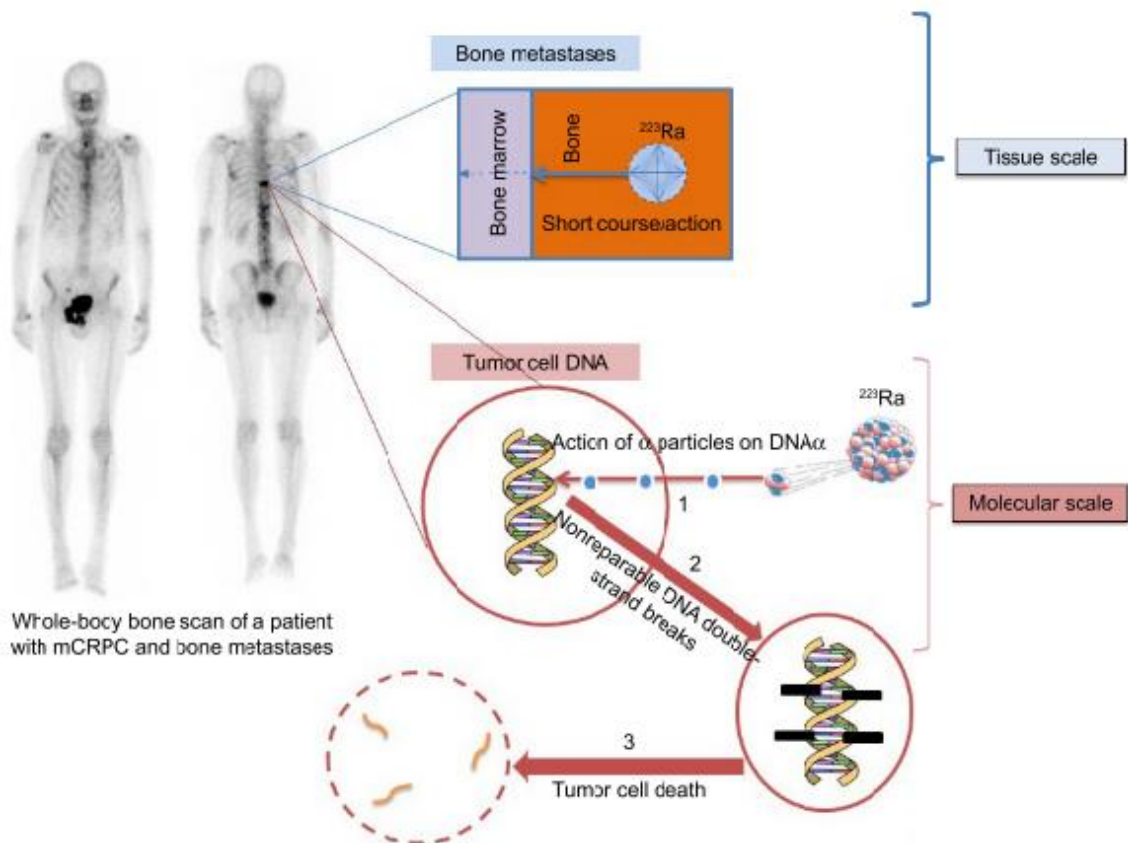 Bone metastases
Bone marrow
Bone
²²³Ra
Short course/action
Tissue scale
Tumor cell DNA
²²³Ra
Action of α particles on DNAα
1
Molecular scale
2
Nonreparable DNA double-
strand breaks
Whole-bocy bone scan of a patient
with mCRPC and bone metastases
3
Tumor cell death